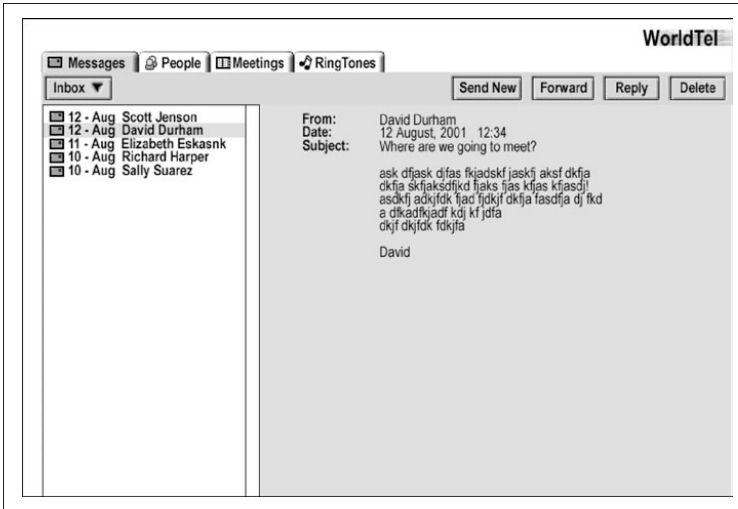 WorldTel
Messages People Meetings RingTones
Inbox ▼ Send New Forward Reply Delete
12 - Aug Scott Jenson
12 - Aug David Durham
11 - Aug Elizabeth Eskasnk
10 - Aug Richard Harper
10 - Aug Sally Suarez
From: David Durham
Date: 12 August, 2001 12:34
Subject: Where are we going to meet?
ask dfjask djfas fkjadskf jaskfj aksf dkfja
dkfja skfjaksdfjkd fjaks fjas kfjas kfjasdj!
asdkfj adkjfdk fjad fjdkjf dkfja fasdfja dj fkd
a dfkadfkjadf kdj kf jdfa
dkjf dkjfdk fdkjfa
David